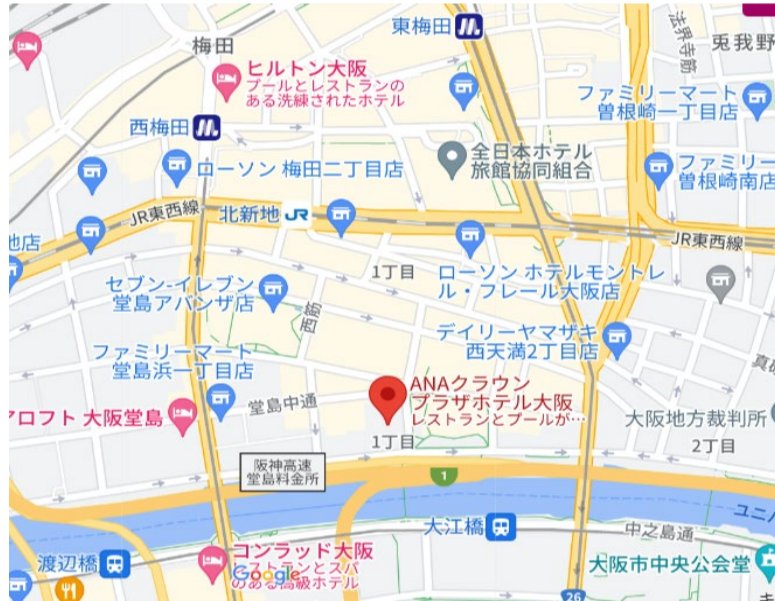 東梅田
梅田
法界寺筋
兎我野
ヒルトン大阪
プールとレストランの
ある洗練されたホテル
ファミリーマート
曽根崎一丁目店
西梅田
ローソン 梅田二丁目店
全日本ホテル
旅館協同組合
ファミリー
曽根崎南店
JR東西線
北新地
JR
地店
JR東西線
1丁目
セブン-イレブン
堂島アバンザ店
ローソン ホテルモントレ
ル・フレール大阪店
西筋
デイリーヤマザキ
西天満2丁目店
ファミリーマート
堂島浜一丁目店
ANAクラウン
プラザホテル大阪
レストランとプールが…
堂島中通
アロフト 大阪堂島
大阪地方裁判所
1丁目
2丁目
阪神高速
堂島料金所
1
大江橋
中之島通
渡辺橋
コンラッド大阪
レストランとスパ
のある高級ホテル
Google
大阪市中央公会堂
26